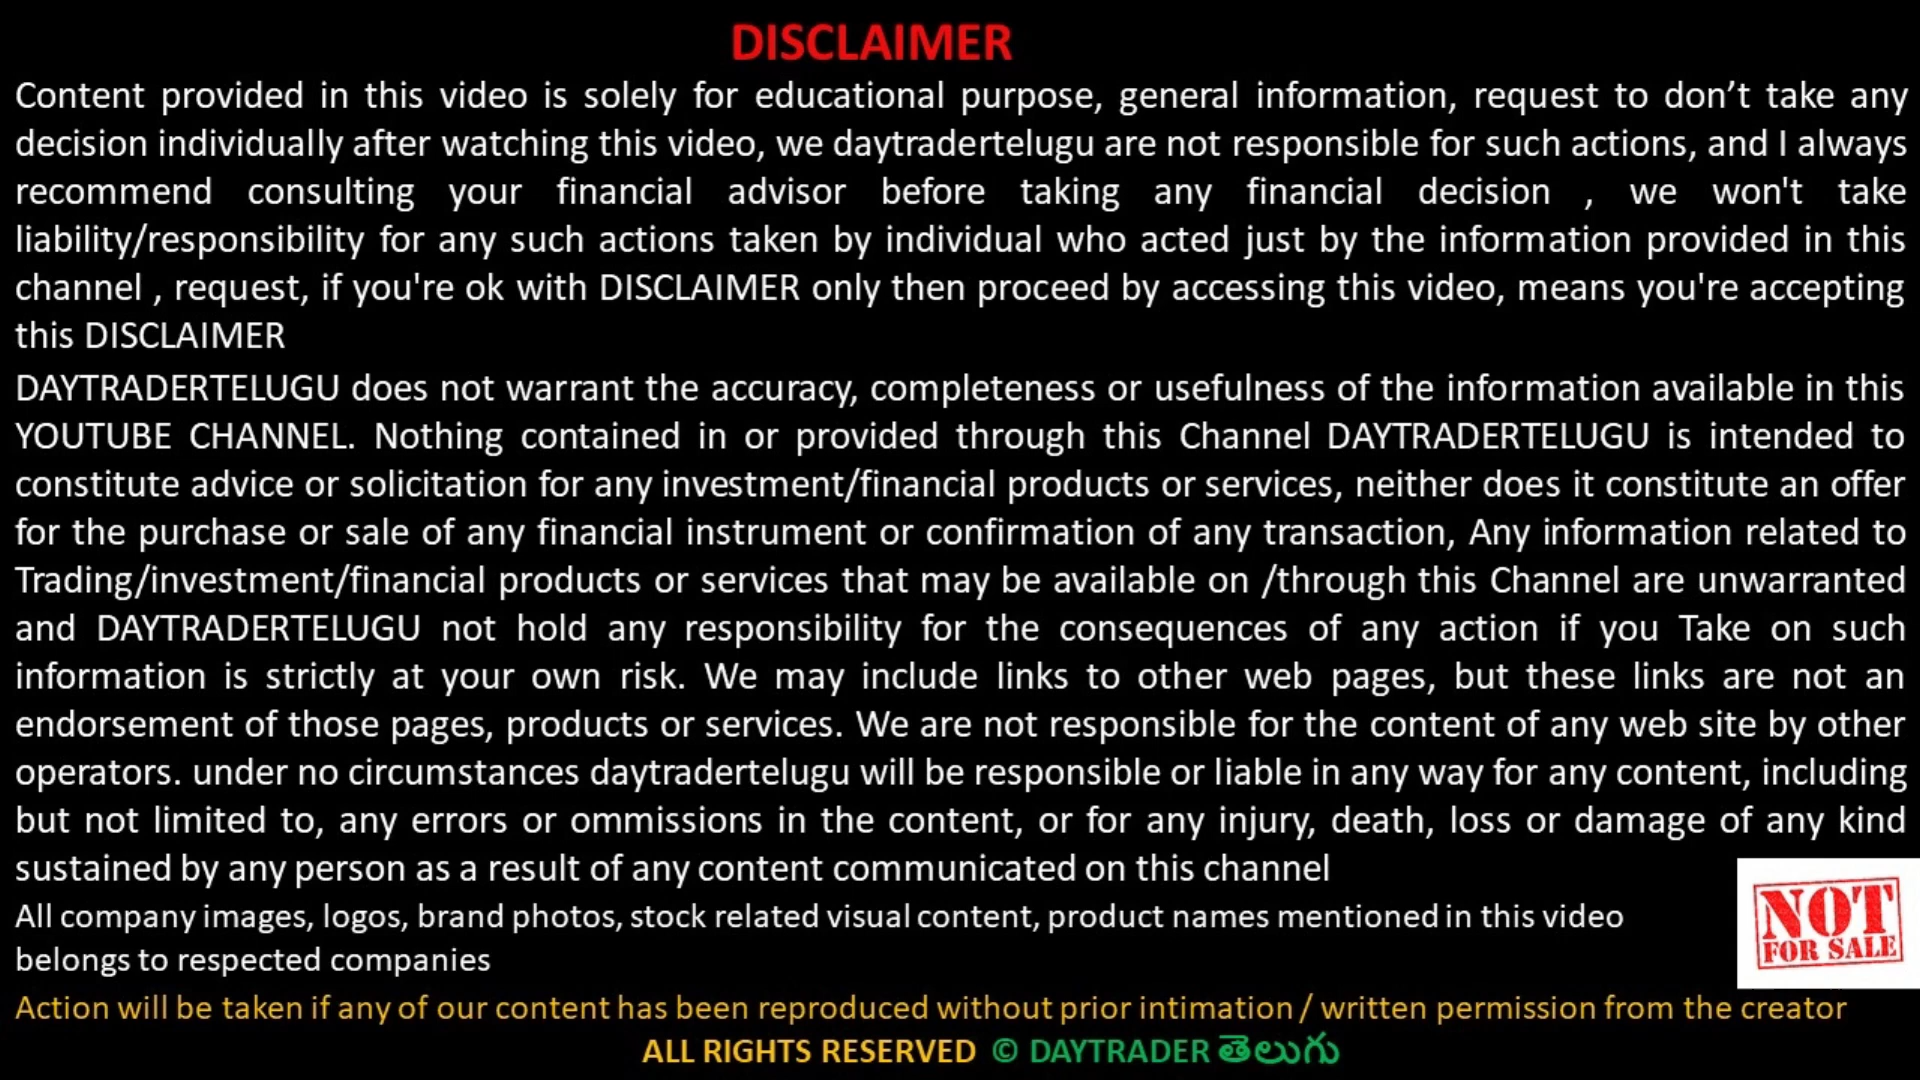 DISCLAIMER
Content provided in this video is solely for educational purpose, general information, request to don’t take any
decision individually after watching this video, we daytradertelugu are not responsible for such actions, and I always
recommend consulting your financial advisor before taking any financial decision , we won't take
liability/responsibility for any such actions taken by individual who acted just by the information provided in this
channel , request, if you're ok with DISCLAIMER only then proceed by accessing this video, means you're accepting
this DISCLAIMER
DAYTRADERTELUGU does not warrant the accuracy, completeness or usefulness of the information available in this
YOUTUBE CHANNEL. Nothing contained in or provided through this Channel DAYTRADERTELUGU is intended to
constitute advice or solicitation for any investment/financial products or services, neither does it constitute an offer
for the purchase or sale of any financial instrument or confirmation of any transaction, Any information related to
Trading/investment/financial products or services that may be available on /through this Channel are unwarranted
and DAYTRADERTELUGU not hold any responsibility for the consequences of any action if you Take on such
information is strictly at your own risk. We may include links to other web pages, but these links are not an
endorsement of those pages, products or services. We are not responsible for the content of any web site by other
operators. under no circumstances daytradertelugu will be responsible or liable in any way for any content, including
but not limited to, any errors or ommissions in the content, or for any injury, death, loss or damage of any kind
sustained by any person as a result of any content communicated on this channel
All company images, logos, brand photos, stock related visual content, product names mentioned in this video
belongs to respected companies
NOT
FOR SALE
Action will be taken if any of our content has been reproduced without prior intimation / written permission from the creator
ALL RIGHTS RESERVED © DAYTRADER తెలుగు